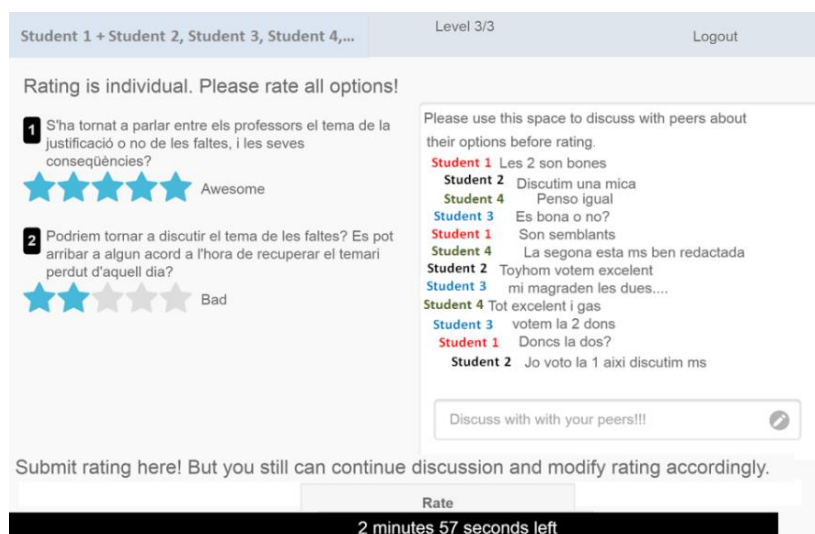 Student 1 + Student 2, Student 3, Student 4,...
Level 3/3
Logout
Rating is individual. Please rate all options!
1 S'ha tornat a parlar entre els professors el tema de la
justificació o no de les faltes, i les seves
conseqüències?
Awesome
2 Podriem tornar a discutir el tema de les faltes? Es pot
arribar a algun acord a l'hora de recuperar el temari
perdut d'aquell dia?
Bad
Please use this space to discuss with peers about
their options before rating.
Student 1 Les 2 son bones
Student 2 Discutim una mica
Student 4 Penso igual
Student 3 Es bona o no?
Student 1 Son semblants
Student 4 La segona esta ms ben redactada
Student 2 Toyhom votem excelent
Student 3 mi magraden les dues....
Student 4 Tot excelent i gas
Student 3 votem la 2 dons
Student 1 Doncs la dos?
Student 2 Jo voto la 1 aixi discutim ms
Discuss with with your peers!!!
Submit rating here! But you still can continue discussion and modify rating accordingly.
Rate
2 minutes 57 seconds left